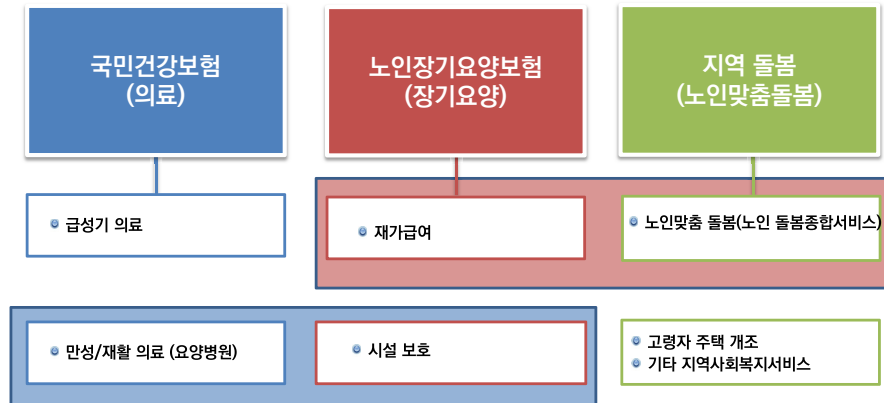 국민건강보험
(의료)
노인장기요양보험
(장기요양)
지역 돌봄
(노인맞춤돌봄)
급성기 의료
재가급여
노인맞춤 돌봄(노인 돌봄종합서비스)
만성/재활 의료 (요양병원)
시설 보호
고령자 주택 개조
기타 지역사회복지서비스